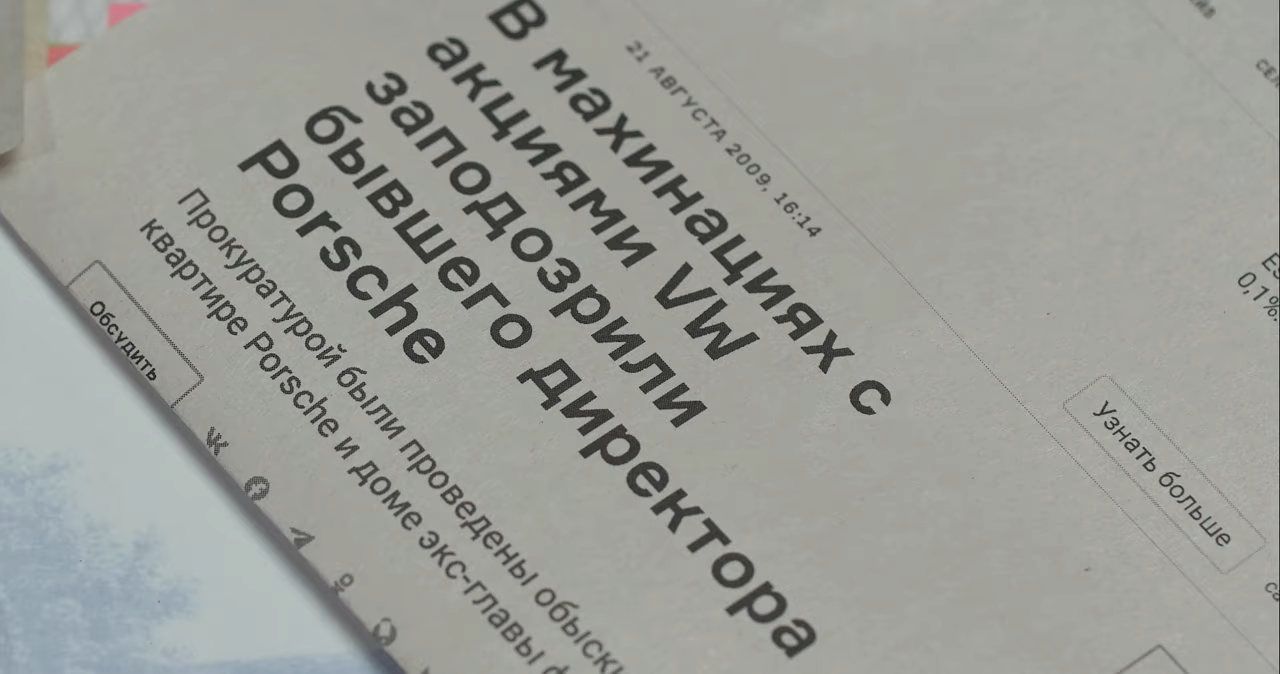 21 АВГУСТА 2009, 16:14
В махинациях с
акциями VW
заподозрили
бывшего директора
Porsche
Прокуратурой были проведены обыски
квартире Porsche и доме экс-главы
Обсудить
Узнать больше
0,1%